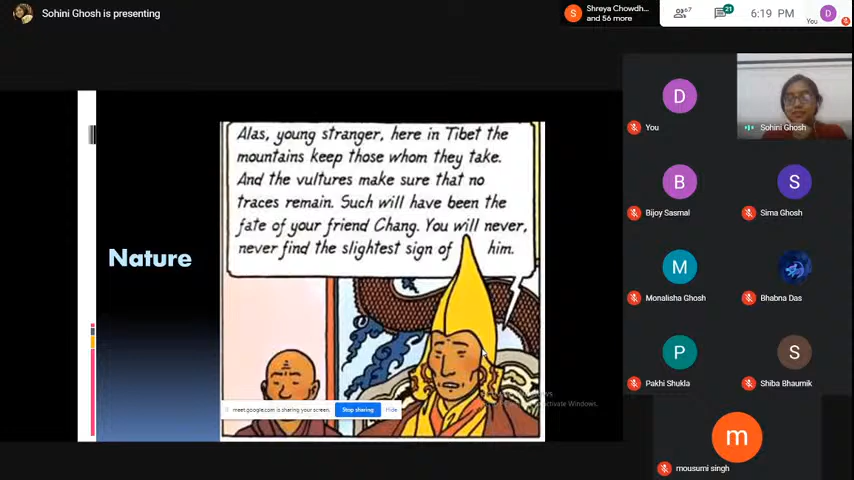 Sohini Ghosh is presenting
Shreya Chowdh...
and 56 more
67
21
6:19 PM
D
You
Alas, young stranger, here in Tibet the
mountains keep those whom they take.
And the vultures make sure that no
traces remain. Such will have been the
fate of your friend Chang. You will never,
never find the slightest sign of him.
Nature
meet.google.com is sharing your screen.
Stop sharing
Hide
D
You
Sohini Ghosh
B
Bijoy Sasmal
S
Sima Ghosh
M
Monalisha Ghosh
Bhabna Das
P
Pakhi Shukla
S
Shiba Bhaumik
m
mousumi singh